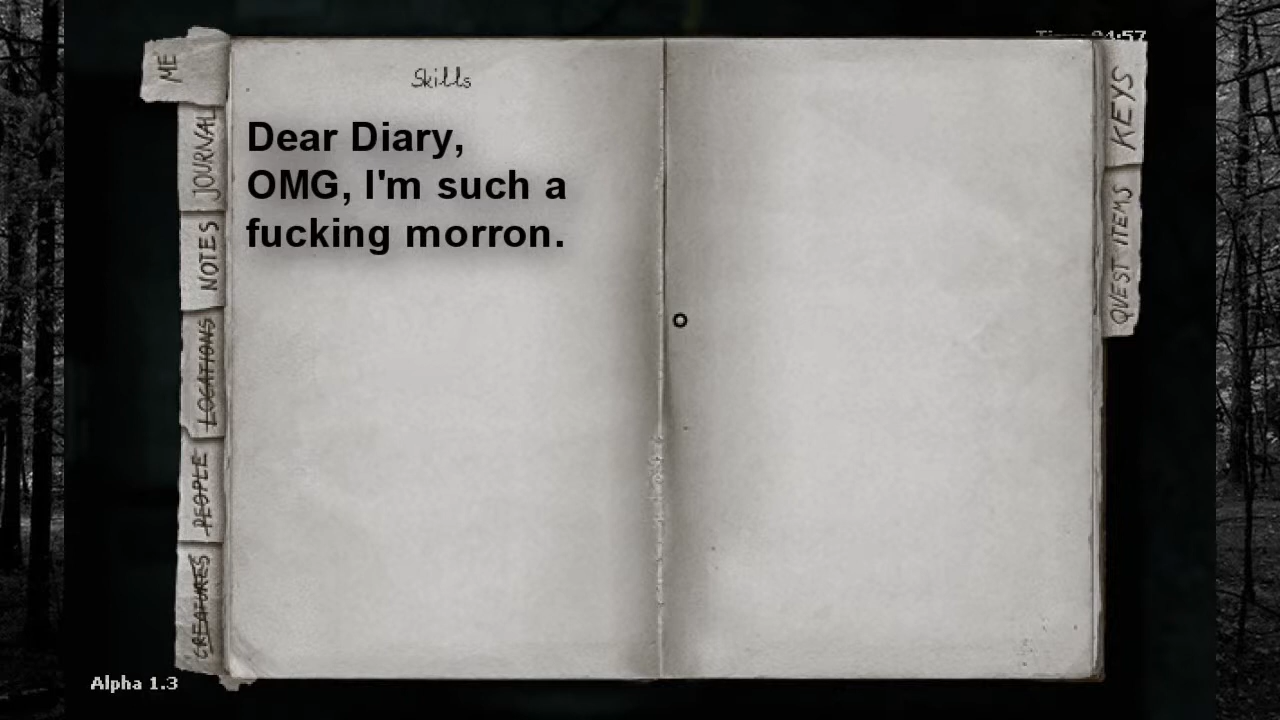 ME
Skills
Dear Diary,
OMG, I'm such a
fucking morron.
JOURNAL
NOTES
LOCATIONS
PEOPLE
CREATURES
KEYS
QUEST ITEMS
Alpha 1.3